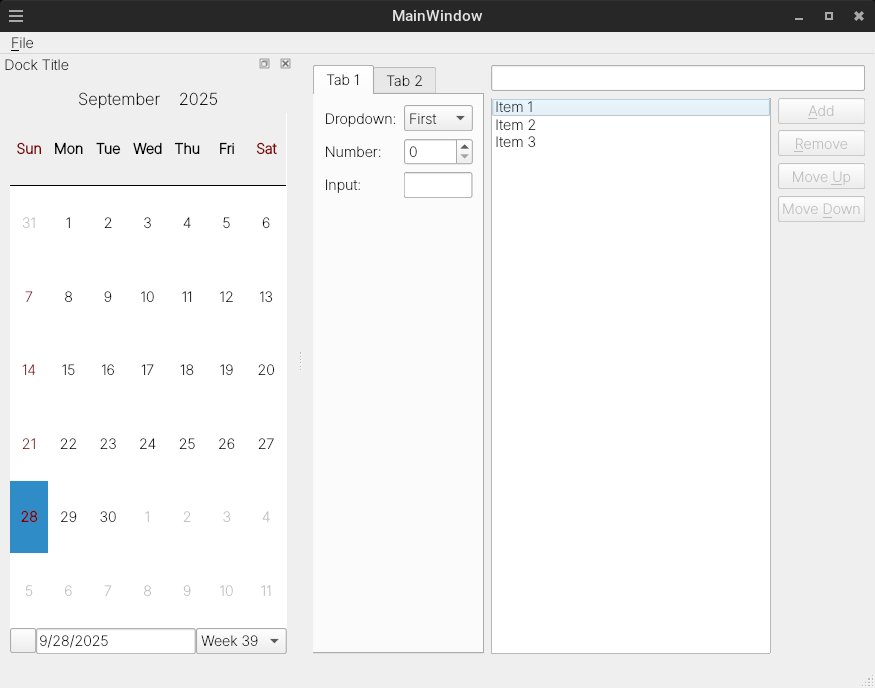 MainWindow
File
Dock Title
September 2025
Sun Mon Tue Wed Thu Fri Sat
31 1 2 3 4 5 6
7 8 9 10 11 12 13
14 15 16 17 18 19 20
21 22 23 24 25 26 27
28 29 30 1 2 3 4
5 6 7 8 9 10 11
9/28/2025 Week 39
Tab 1 Tab 2
Dropdown: First
Number: 0
Input:
Item 1
Item 2
Item 3
Add
Remove
Move Up
Move Down